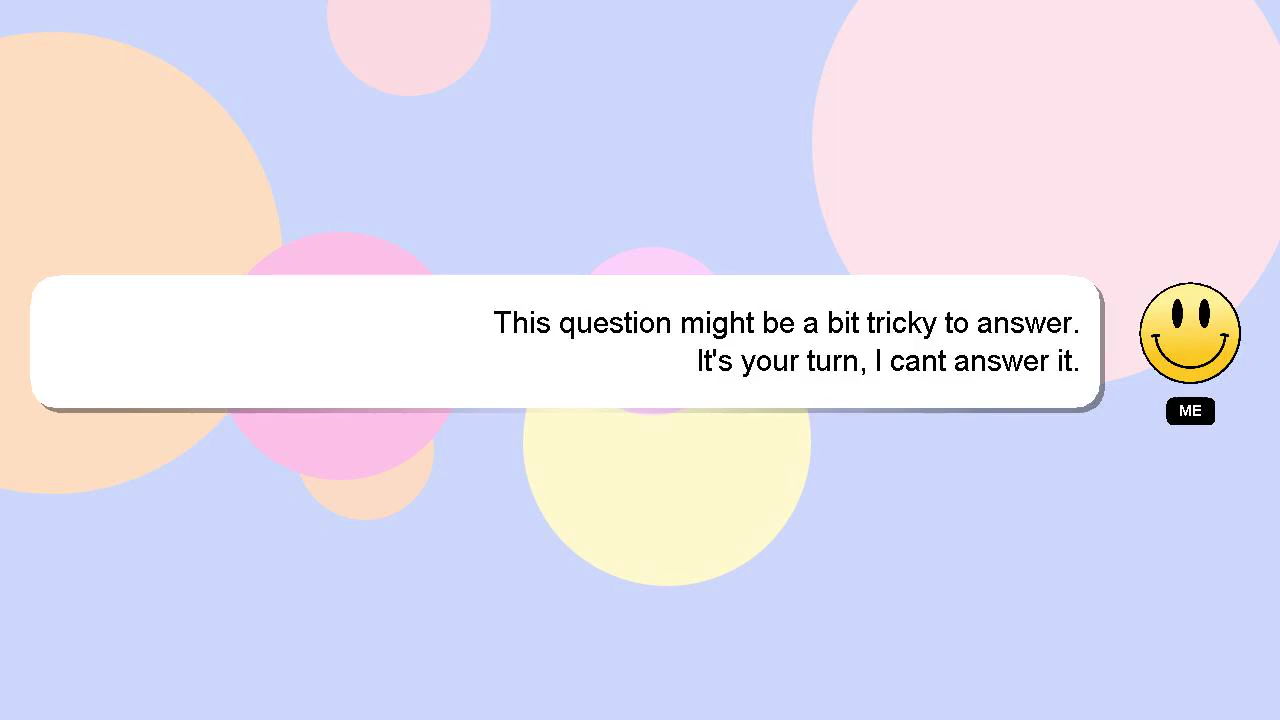 This question might be a bit tricky to answer.
It's your turn, I cant answer it.
ME